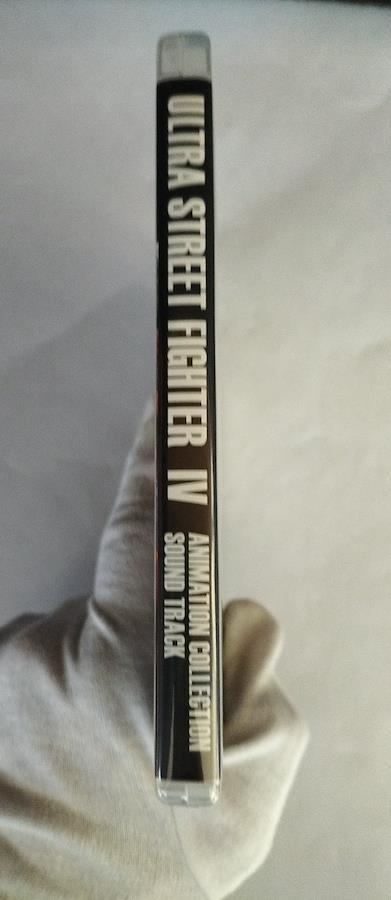 ULTRA STREET FIGHTER IV
ANIMATION COLLECTION
SOUND TRACK